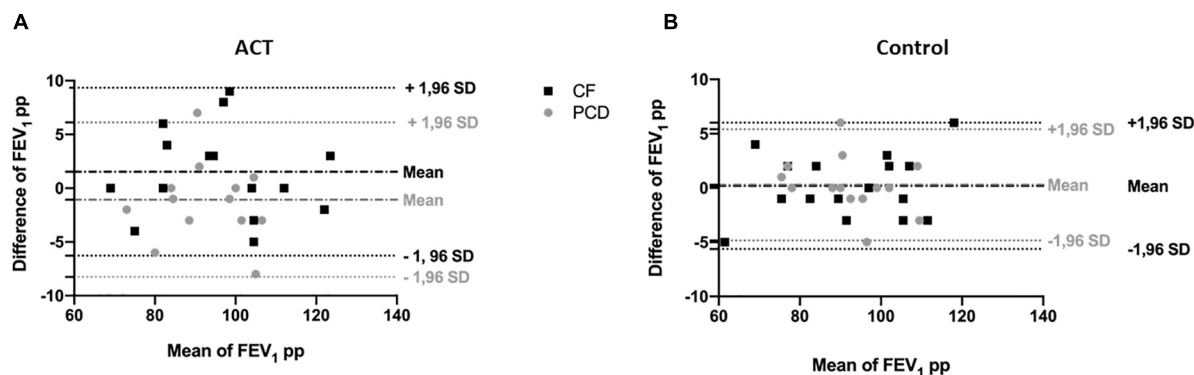 A
ACT
Difference of FEV1 pp
10
5
0
-5
-10
60 80 100 120 140
Mean of FEV1 pp
+ 1,96 SD
+ 1,96 SD
Mean
Mean
- 1, 96 SD
- 1,96 SD
CF
PCD
B
Control
Difference of FEV1 pp
10
5
0
-5
-10
60 80 100 120 140
Mean of FEV1 pp
+1,96 SD +1,96 SD
Mean Mean
-1,96 SD -1,96 SD